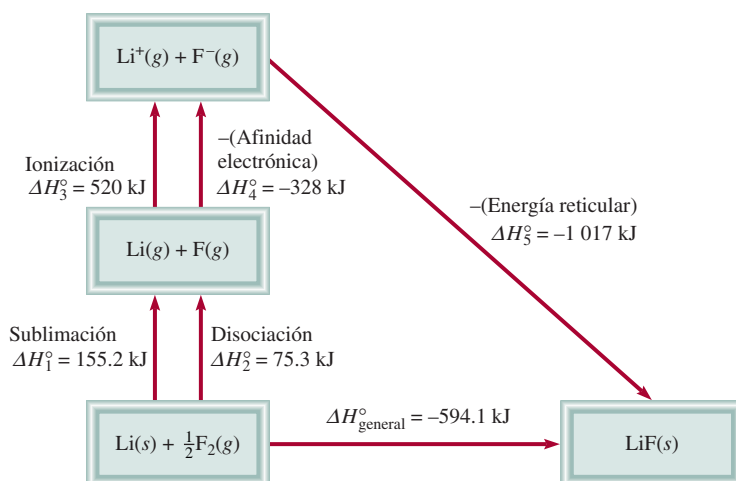 Li⁺(g) + F⁻(g)
Ionización
ΔH°₃ = 520 kJ
–(Afinidad
electrónica)
ΔH°₄ = –328 kJ
–(Energía reticular)
ΔH°₅ = –1 017 kJ
Li(g) + F(g)
Sublimación
ΔH°₁ = 155.2 kJ
Disociación
ΔH°₂ = 75.3 kJ
Li(s) + ½F₂(g)
ΔH°general = –594.1 kJ
LiF(s)